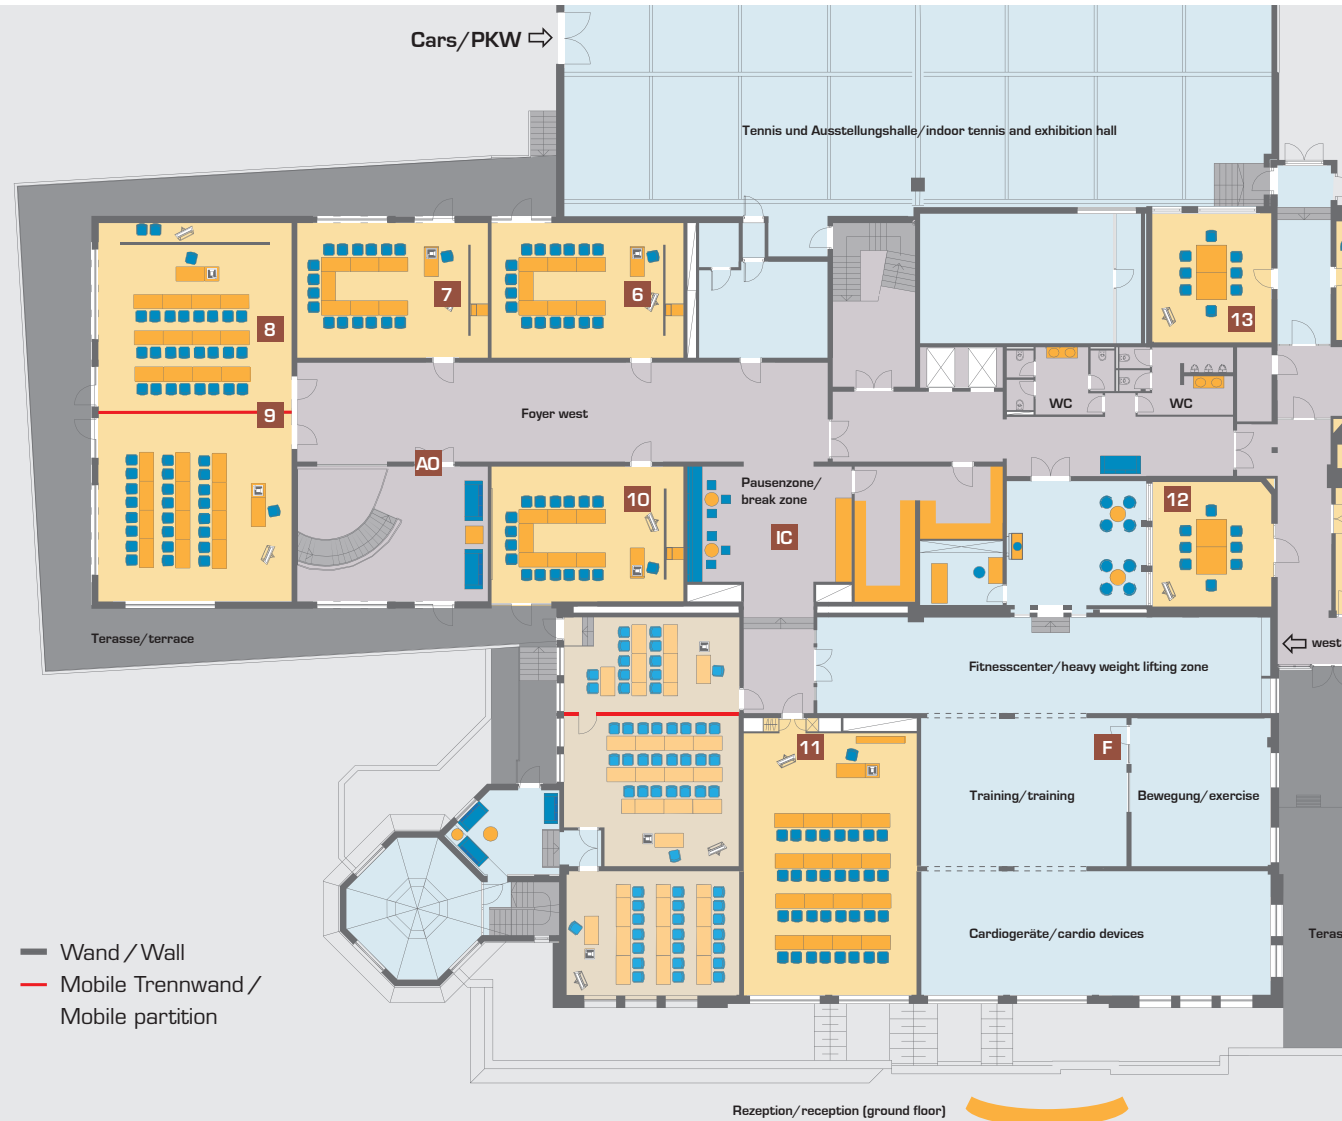 Cars/PKW
Tennis und Ausstellungshalle/indoor tennis and exhibition hall
7
6
8
13
9
Foyer west
WC
WC
A0
Pausenzone/
break zone
10
12
IC
Terasse/terrace
west
Fitnesscenter/heavy weight lifting zone
11
F
Training/training
Bewegung/exercise
Cardiogeräte/cardio devices
Teras
Wand/Wall
Mobile Trennwand/
Mobile partition
Rezeption/reception (ground floor)